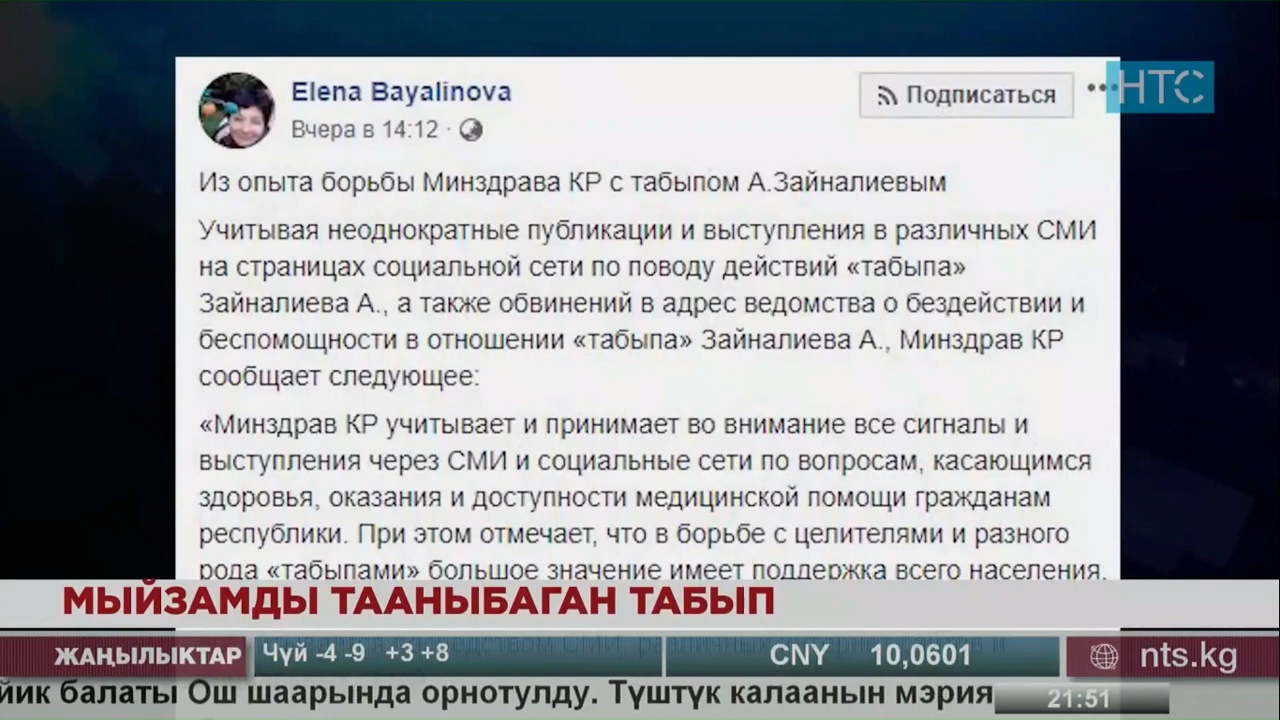 Elena Bayalinova
Вчера в 14:12 ·
Подписаться
НТС
Из опыта борьбы Минздрава КР с табыпом А.Зайналиевым
Учитывая неоднократные публикации и выступления в различных СМИ
на страницах социальной сети по поводу действий «табыпа»
Зайналиева А., а также обвинений в адрес ведомства о бездействии и
беспомощности в отношении «табыпа» Зайналиева А., Минздрав КР
сообщает следующее:
«Минздрав КР учитывает и принимает во внимание все сигналы и
выступления через СМИ и социальные сети по вопросам, касающимся
здоровья, оказания и доступности медицинской помощи гражданам
республики. При этом отмечает, что в борьбе с целителями и разного
рода «табыпами» большое значение имеет поддержка всего населения,
МЫЙЗАМДЫ ТААНЫБАГАН ТАБЫП
ЖАҢЫЛЫКТАР
Чүй -4 -9 +3 +8
CNY 10,0601
nts.kg
йик балаты Ош шаарында орнотулду. Түштүк калаанын мэрия
21:51